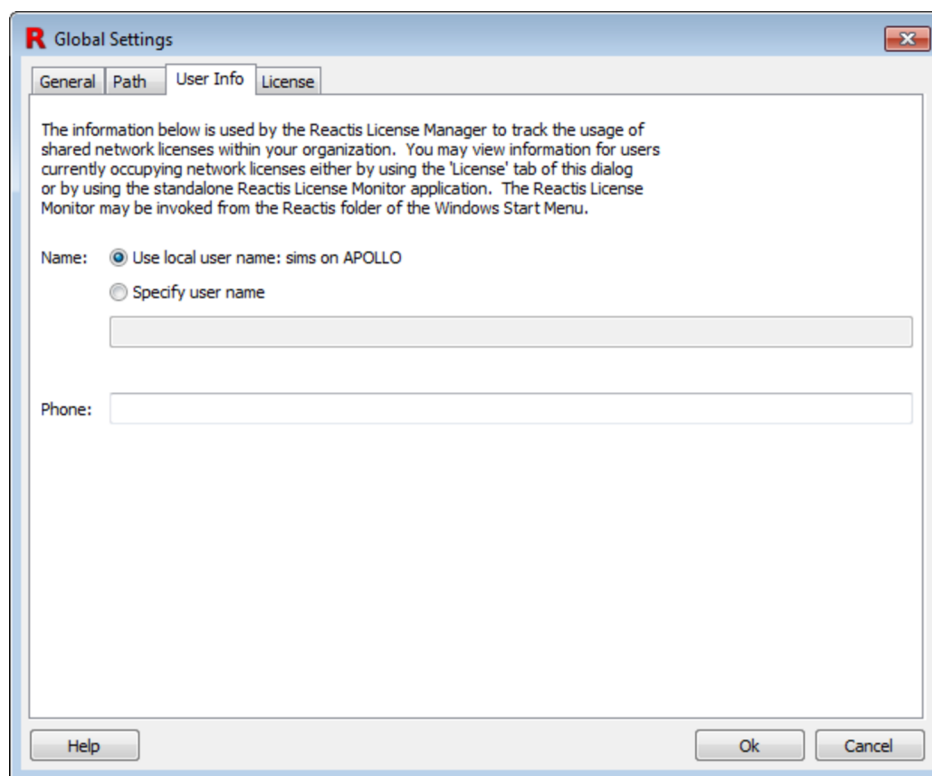 R Global Settings
General Path User Info License
The information below is used by the Reactis License Manager to track the usage of
shared network licenses within your organization.  You may view information for users
currently occupying network licenses either by using the 'License' tab of this dialog
or by using the standalone Reactis License Monitor application.  The Reactis License
Monitor may be invoked from the Reactis folder of the Windows Start Menu.
Name: Use local user name: sims on APOLLO
Specify user name
Phone:
Help Ok Cancel